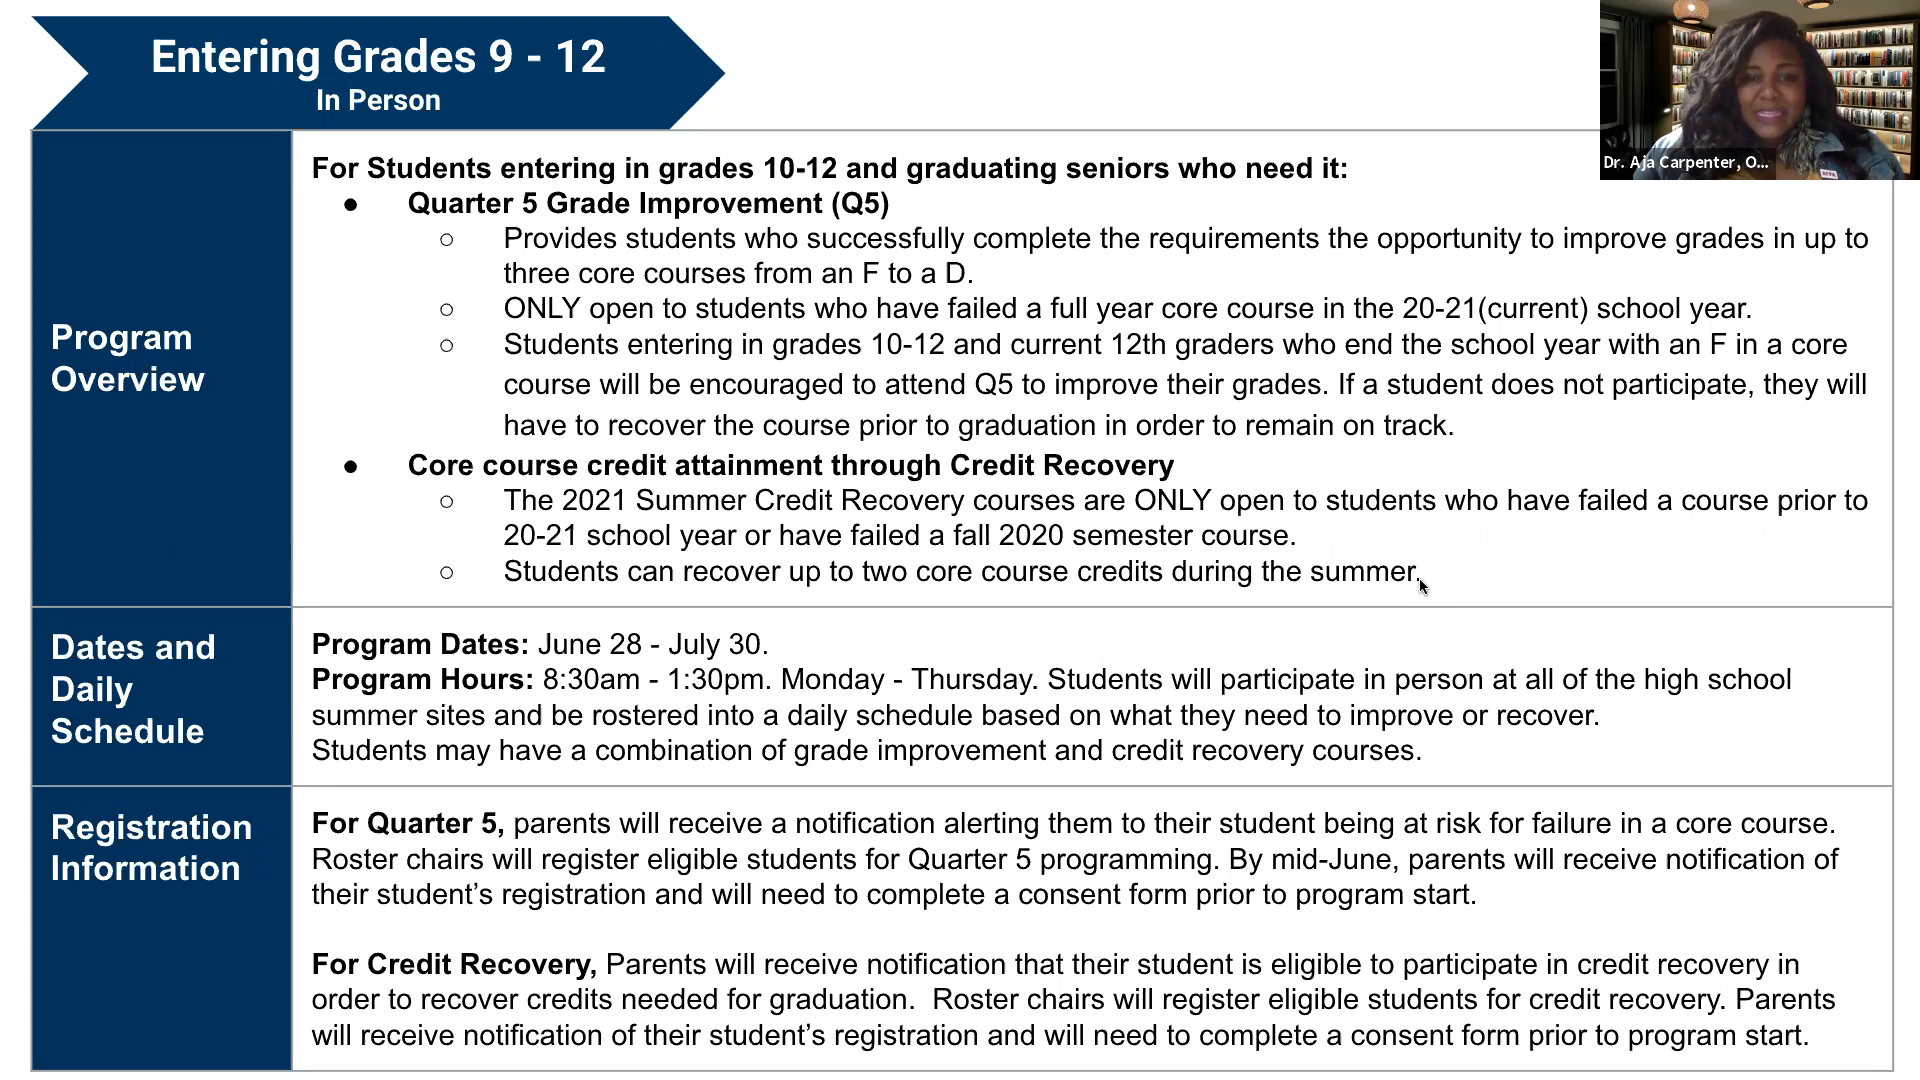 Entering Grades 9 - 12
In Person
Dr. Aja Carpenter, O...
Program
Overview
For Students entering in grades 10-12 and graduating seniors who need it:
● Quarter 5 Grade Improvement (Q5)
○ Provides students who successfully complete the requirements the opportunity to improve grades in up to
three core courses from an F to a D.
○ ONLY open to students who have failed a full year core course in the 20-21(current) school year.
○ Students entering in grades 10-12 and current 12th graders who end the school year with an F in a core
course will be encouraged to attend Q5 to improve their grades. If a student does not participate, they will
have to recover the course prior to graduation in order to remain on track.
● Core course credit attainment through Credit Recovery
○ The 2021 Summer Credit Recovery courses are ONLY open to students who have failed a course prior to
20-21 school year or have failed a fall 2020 semester course.
○ Students can recover up to two core course credits during the summer.
Dates and
Daily
Schedule
Program Dates: June 28 - July 30.
Program Hours: 8:30am - 1:30pm. Monday - Thursday. Students will participate in person at all of the high school
summer sites and be rostered into a daily schedule based on what they need to improve or recover.
Students may have a combination of grade improvement and credit recovery courses.
Registration
Information
For Quarter 5, parents will receive a notification alerting them to their student being at risk for failure in a core course.
Roster chairs will register eligible students for Quarter 5 programming. By mid-June, parents will receive notification of
their student’s registration and will need to complete a consent form prior to program start.
For Credit Recovery, Parents will receive notification that their student is eligible to participate in credit recovery in
order to recover credits needed for graduation.  Roster chairs will register eligible students for credit recovery. Parents
will receive notification of their student’s registration and will need to complete a consent form prior to program start.